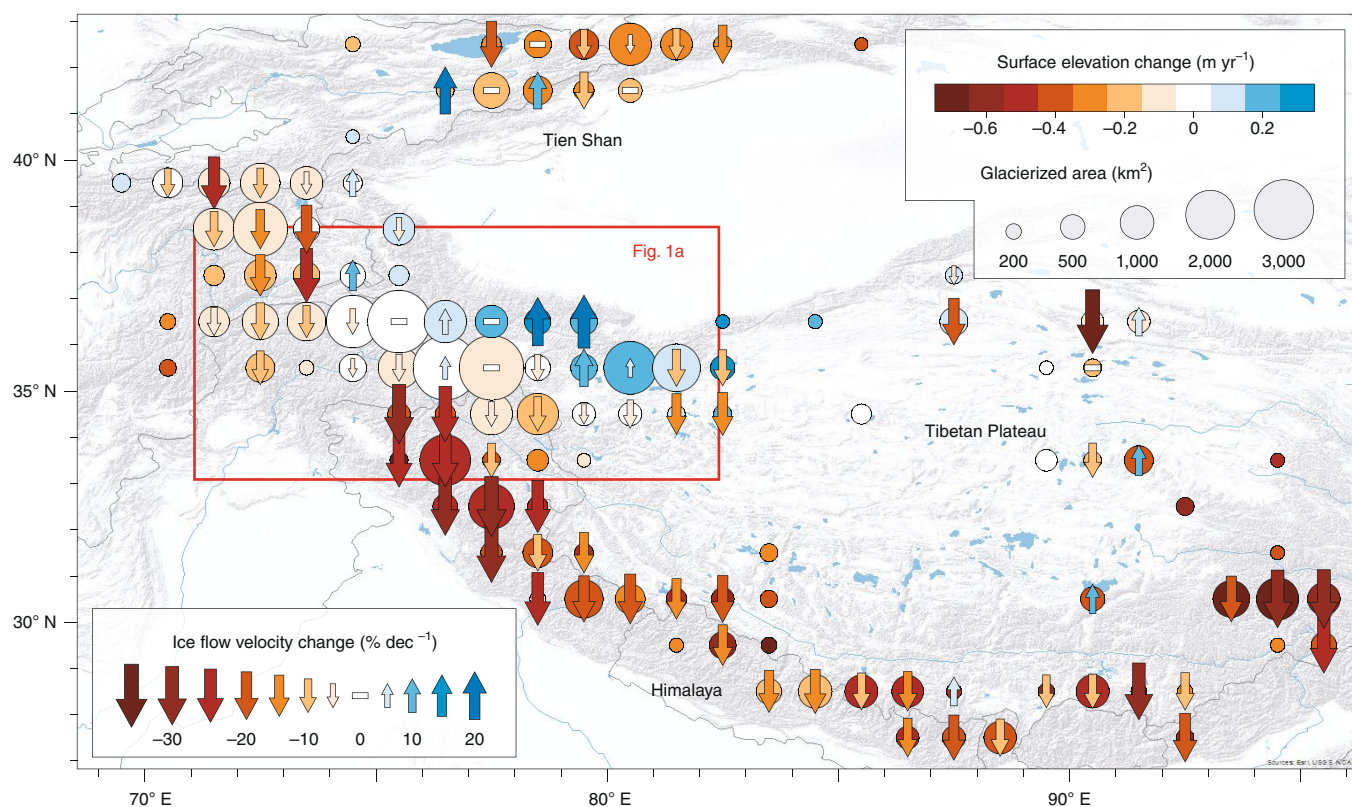 Surface elevation change (m yr⁻¹)
−0.6 −0.4 −0.2 0 0.2
Glacierized area (km²)
200 500 1,000 2,000 3,000
Tien Shan
40° N
Fig. 1a
35° N
Tibetan Plateau
30° N
Ice flow velocity change (% dec ⁻¹)
−30 −20 −10 0 10 20
Himalaya
Sources: Esri, USGS, NOA
70° E 80° E 90° E